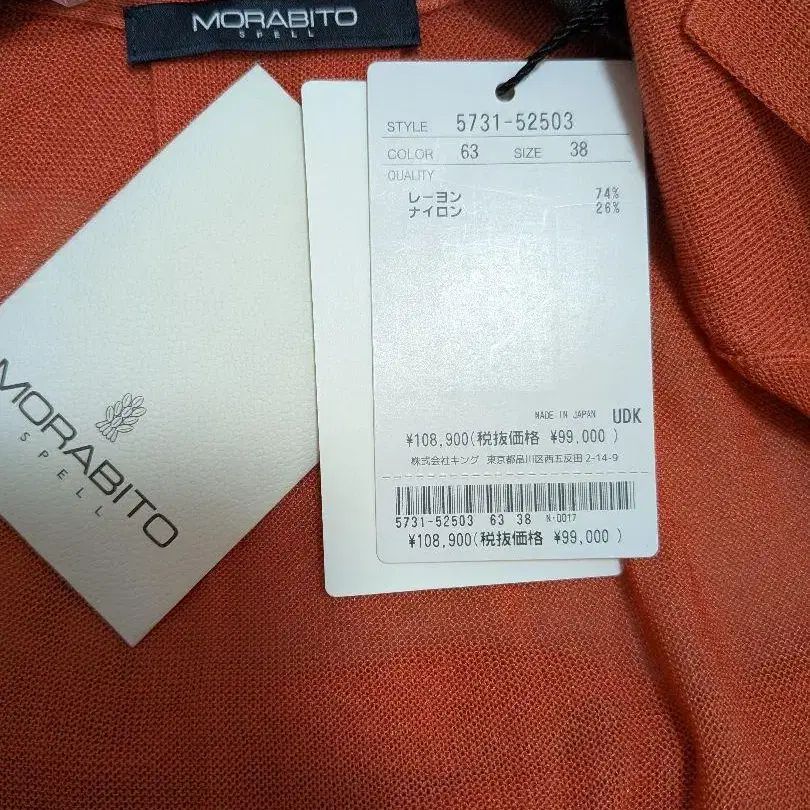 MORABITO
SPELL
MORABITO
SPELL
STYLE 5731-52503
COLOR 63 SIZE 38
QUALITY
レーヨン 74%
ナイロン 26%
MADE IN JAPAN UDK
¥108,900(税抜価格 ¥99,000 )
株式会社キング 東京都品川区西五反田2-14-9
5731-52503 63 38 N-0017
¥108,900(税抜価格 ¥99,000 )